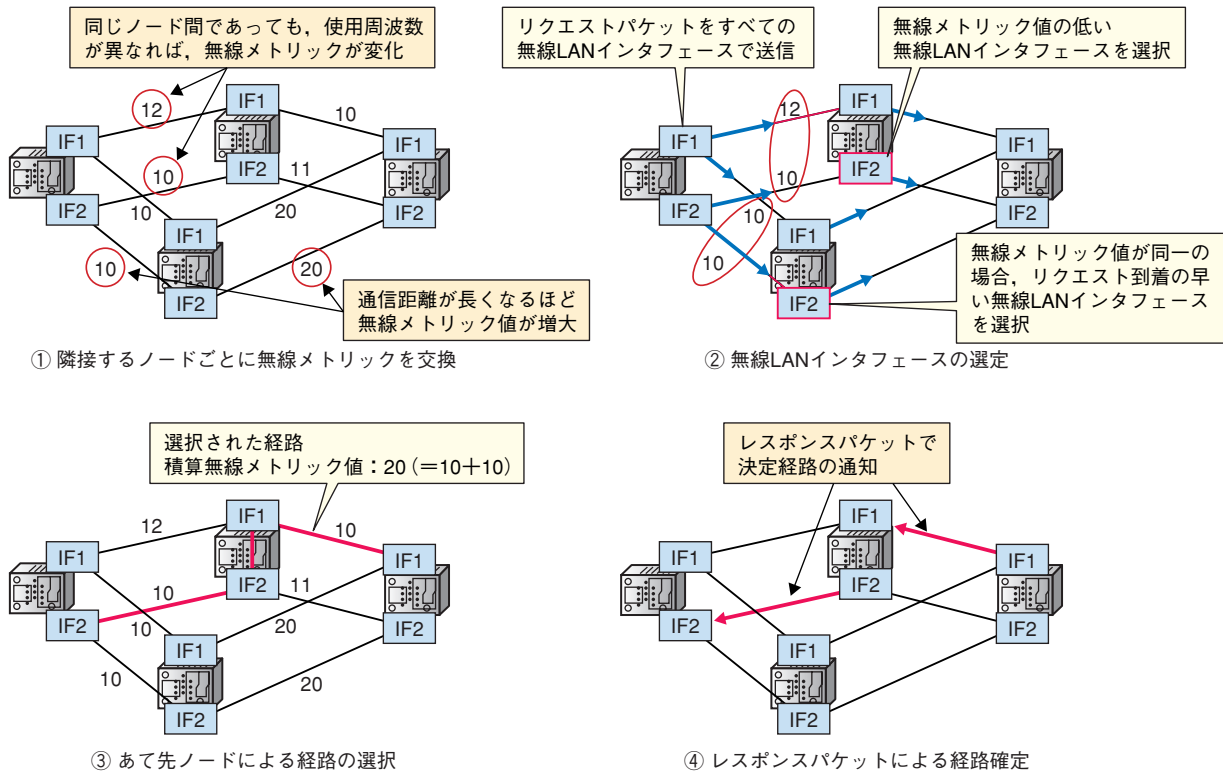 同じノード間であっても，使用周波数
が異なれば，無線メトリックが変化
12
IF1
10
IF1
IF1
10
IF2
11
IF2
10
IF1
20
IF2
10
20
IF2
通信距離が長くなるほど
無線メトリック値が増大
① 隣接するノードごとに無線メトリックを交換
リクエストパケットをすべての
無線LANインタフェースで送信
無線メトリック値の低い
無線LANインタフェースを選択
IF1
12
IF1
IF1
IF2
10
IF2
10
IF1
IF2
10
IF2
無線メトリック値が同一の
場合，リクエスト到着の早
い無線LANインタフェース
を選択
② 無線LANインタフェースの選定
選択された経路
積算無線メトリック値：20（＝10＋10）
IF1
12
10
IF1
IF1
IF2
11
10
IF2
10
20
IF2
IF1
10
20
IF2
③ あて先ノードによる経路の選択
レスポンスパケットで
決定経路の通知
IF1
IF1
IF1
IF2
IF2
IF2
IF1
IF2
④ レスポンスパケットによる経路確定